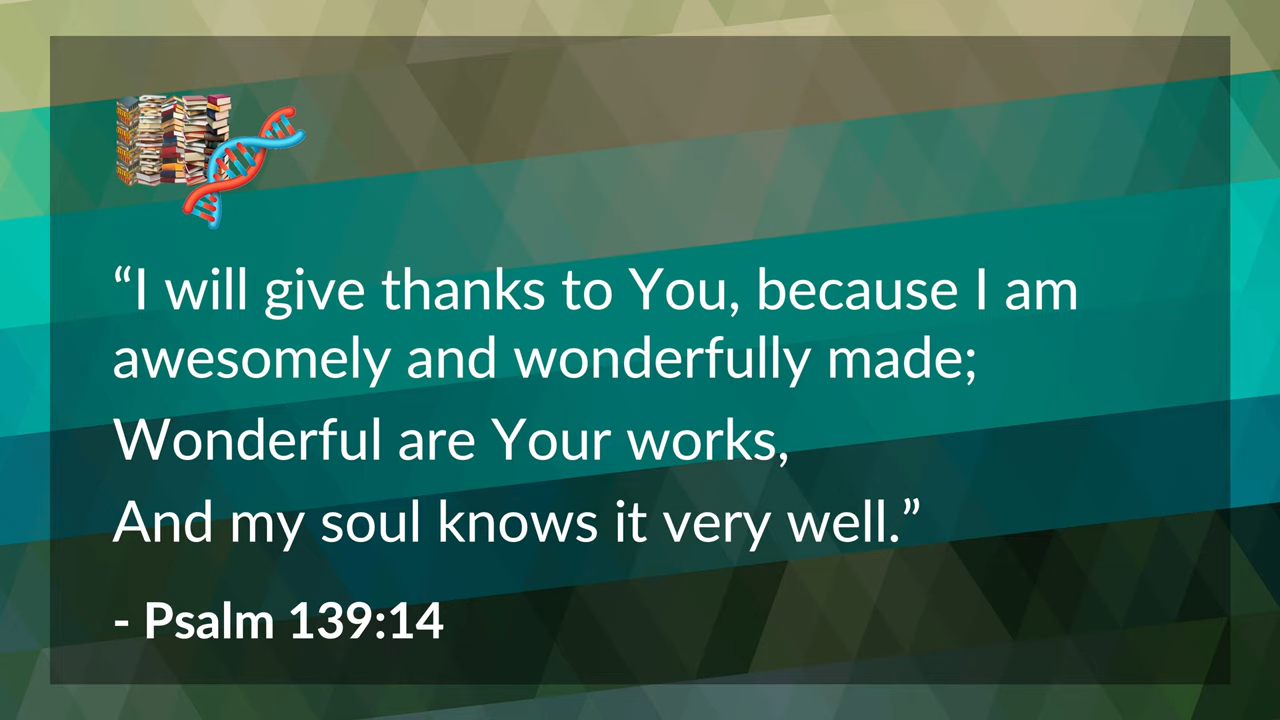 “I will give thanks to You, because I am
awesomely and wonderfully made;
Wonderful are Your works,
And my soul knows it very well.”
- Psalm 139:14